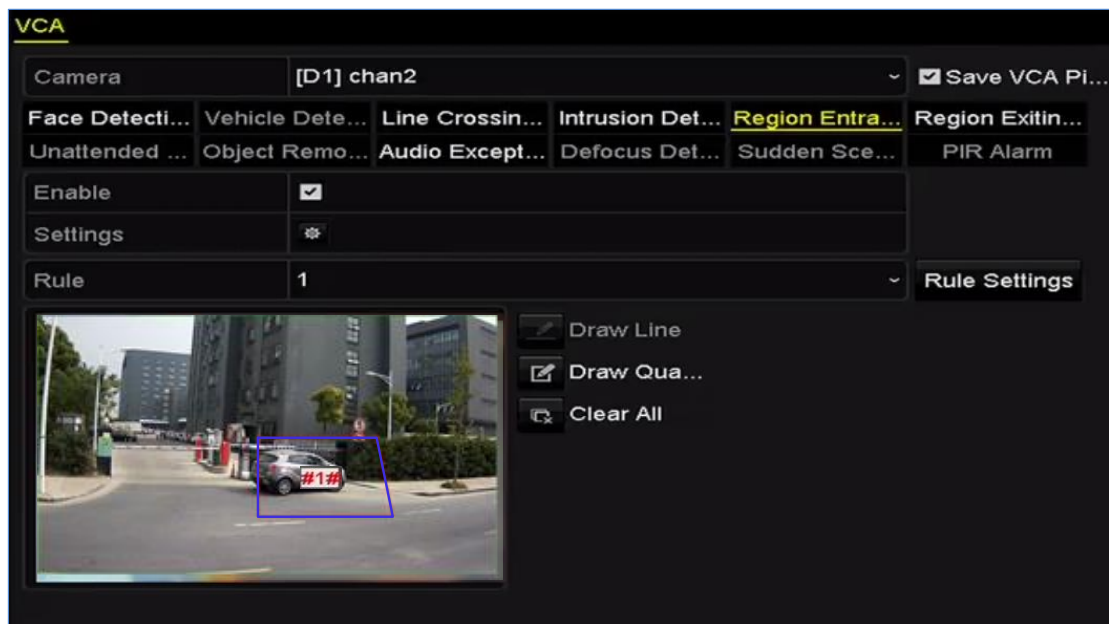 VCA
Camera [D1] chan2 Save VCA Pi...
Face Detecti... Vehicle Dete... Line Crossin... Intrusion Det... Region Entra... Region Exitin...
Unattended ... Object Remo... Audio Except... Defocus Det... Sudden Sce... PIR Alarm
Enable
Settings
Rule 1 Rule Settings
Draw Line
Draw Qua...
Clear All
#1#